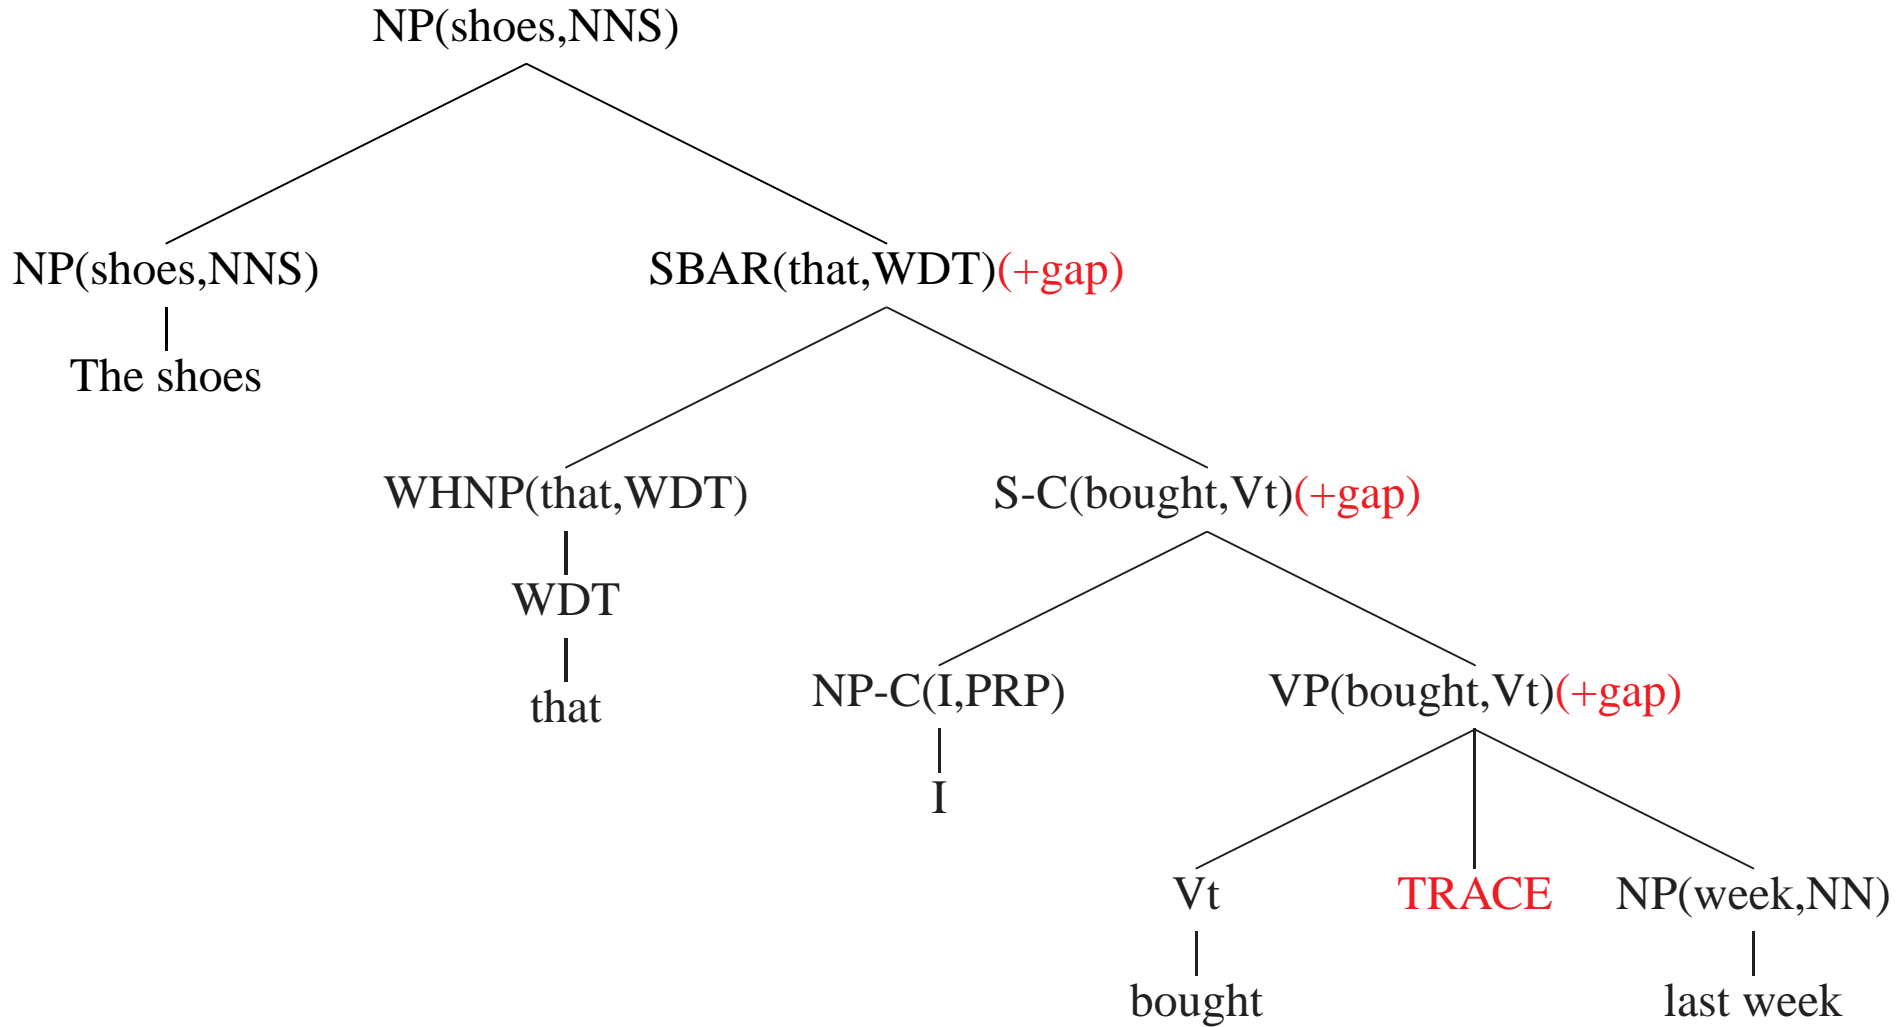 NP(shoes,NNS)
NP(shoes,NNS) SBAR(that,WDT)(+gap)
The shoes
WHNP(that,WDT) S-C(bought,Vt)(+gap)
WDT
that
NP-C(I,PRP) VP(bought,Vt)(+gap)
I
Vt TRACE NP(week,NN)
bought last week